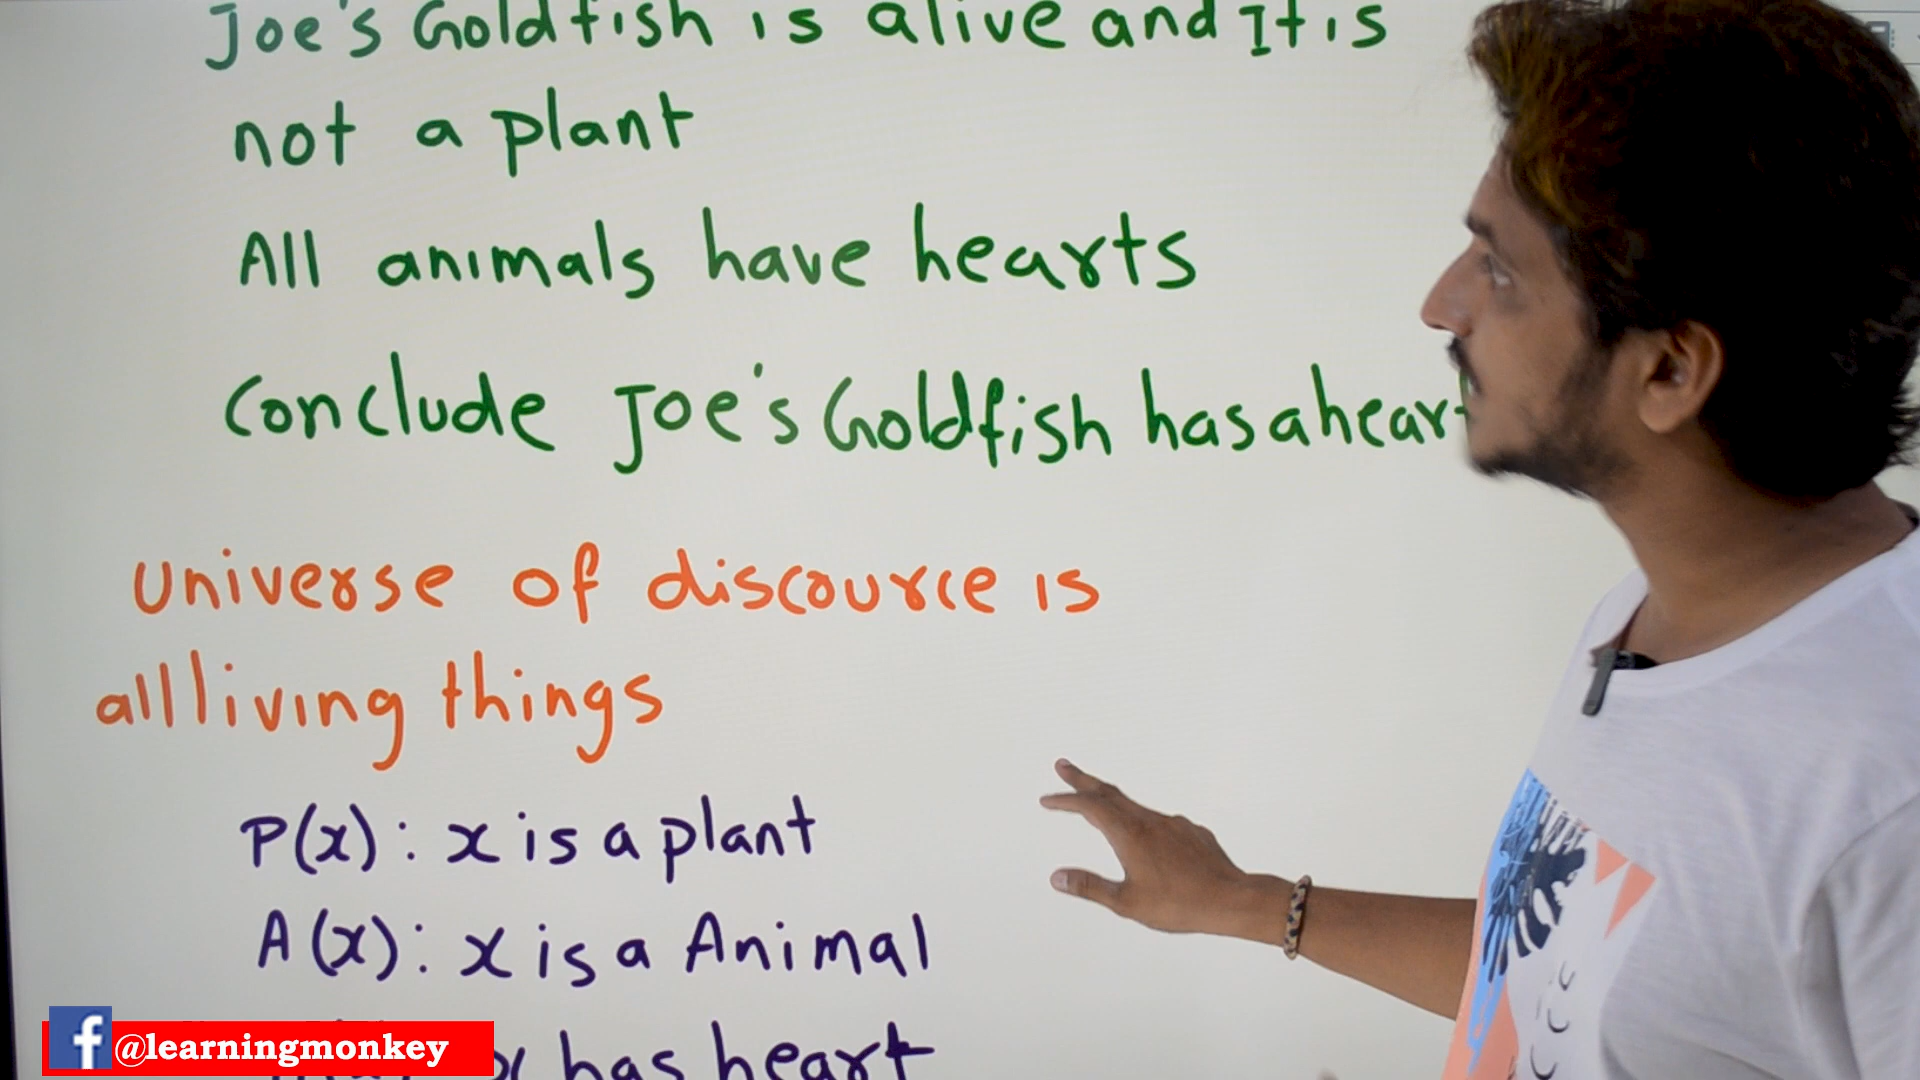 Joe's Goldfish is alive and It is
not a plant
All animals have hearts
Conclude Joe's Goldfish has a heart
Universe of discource is
all living things
P(x) : x is a plant
A(x) : x is a Animal
x has heart
@learningmonkey